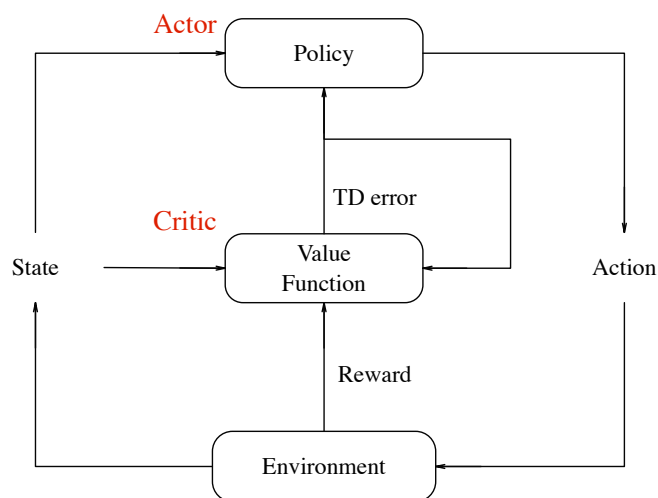 Actor
Policy
TD error
Critic
Value
Function
State
Action
Reward
Environment